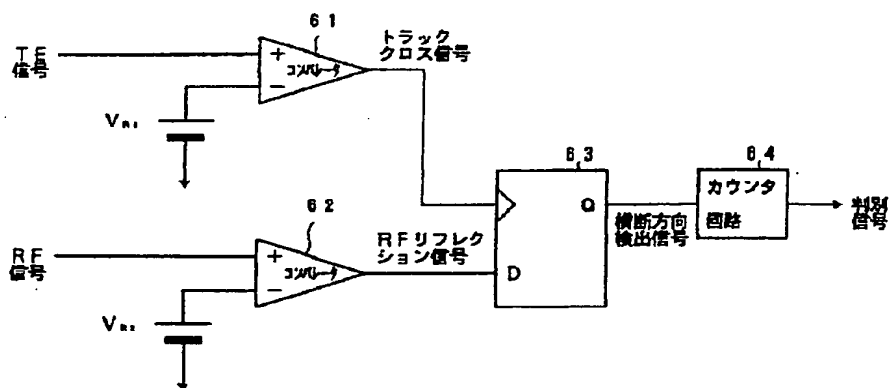 61
トラック
クロス信号
TE
信号
+
コンパレータ
−
VR1
63
64
Q
カウンタ
回路
横断方向
検出信号
判別
信号
62
RFリフレク
ション信号
RF
信号
+
コンパレータ
−
D
VR2